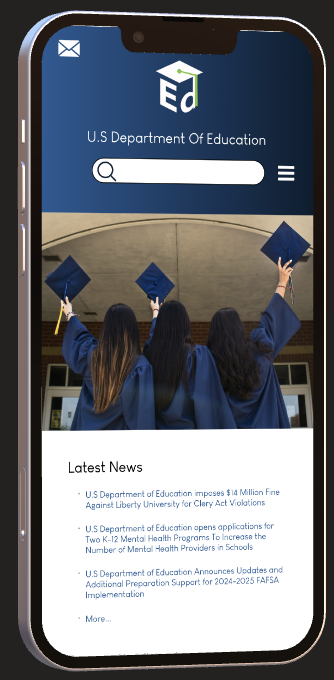 Ed
U.S Department Of Education
Latest News
U.S Department of Education imposes $14 Million Fine
Against Liberty University for Clery Act Violations
U.S Department of Education opens applications for
Two K-12 Mental Health Programs To Increase the
Number of Mental Health Providers in Schools
U.S Department of Education Announces Updates and
Additional Preparation Support for 2024-2025 FAFSA
Implementation
More...